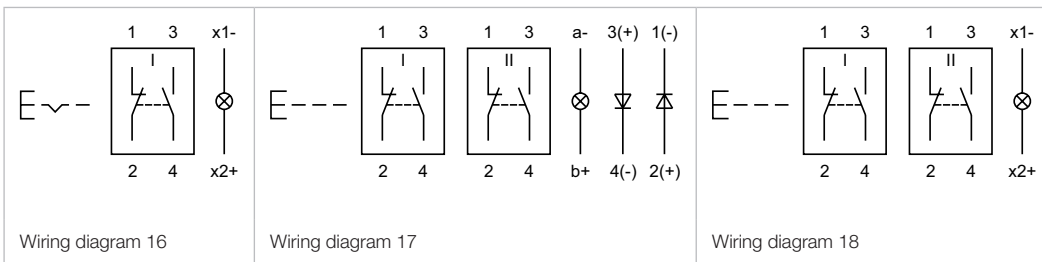 1 3 x1-
I
2 4 x2+
Wiring diagram 16
1 3 1 3 a- 3(+) 1(-)
I II
2 4 2 4 b+ 4(-) 2(+)
Wiring diagram 17
1 3 1 3 x1-
I II
2 4 2 4 x2+
Wiring diagram 18